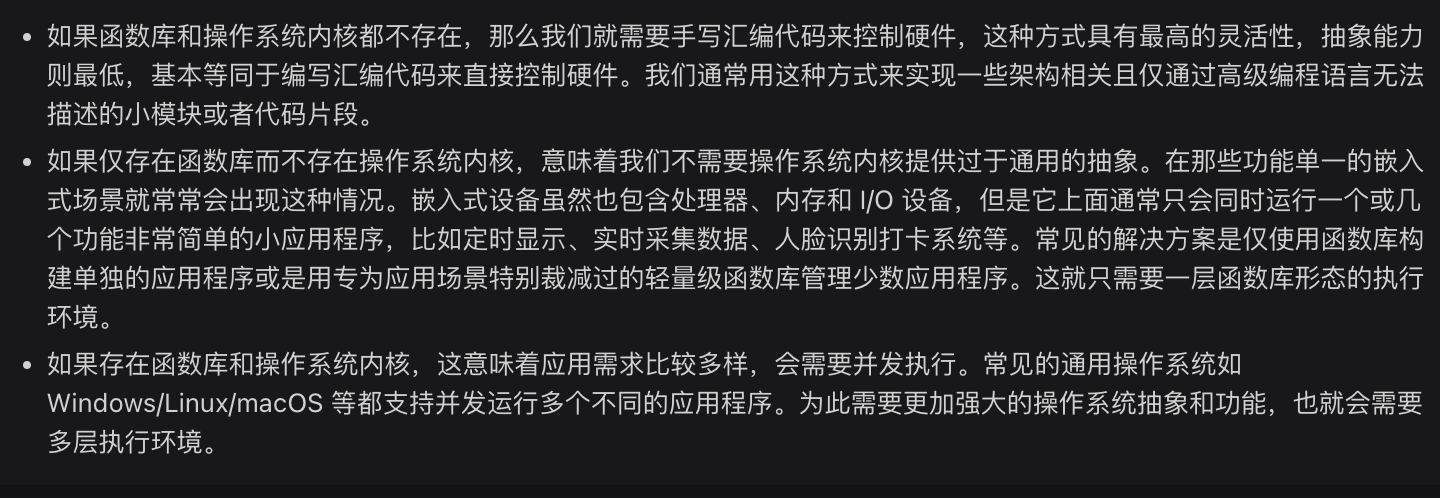 • 如果函数库和操作系统内核都不存在，那么我们就需要手写汇编代码来控制硬件，这种方式具有最高的灵活性，抽象能力
则最低，基本等同于编写汇编代码来直接控制硬件。我们通常用这种方式来实现一些架构相关且仅通过高级编程语言无法
描述的小模块或者代码片段。
• 如果仅存在函数库而不存在操作系统内核，意味着我们不需要操作系统内核提供过于通用的抽象。在那些功能单一的嵌入
式场景就常常会出现这种情况。嵌入式设备虽然也包含处理器、内存和 I/O 设备，但是它上面通常只会同时运行一个或几
个功能非常简单的小应用程序，比如定时显示、实时采集数据、人脸识别打卡系统等。常见的解决方案是仅使用函数库构
建单独的应用程序或是用专为应用场景特别裁减过的轻量级函数库管理少数应用程序。这就只需要一层函数库形态的执行
环境。
• 如果存在函数库和操作系统内核，这意味着应用需求比较多样，会需要并发执行。常见的通用操作系统如
Windows/Linux/macOS 等都支持并发运行多个不同的应用程序。为此需要更加强大的操作系统抽象和功能，也就会需要
多层执行环境。